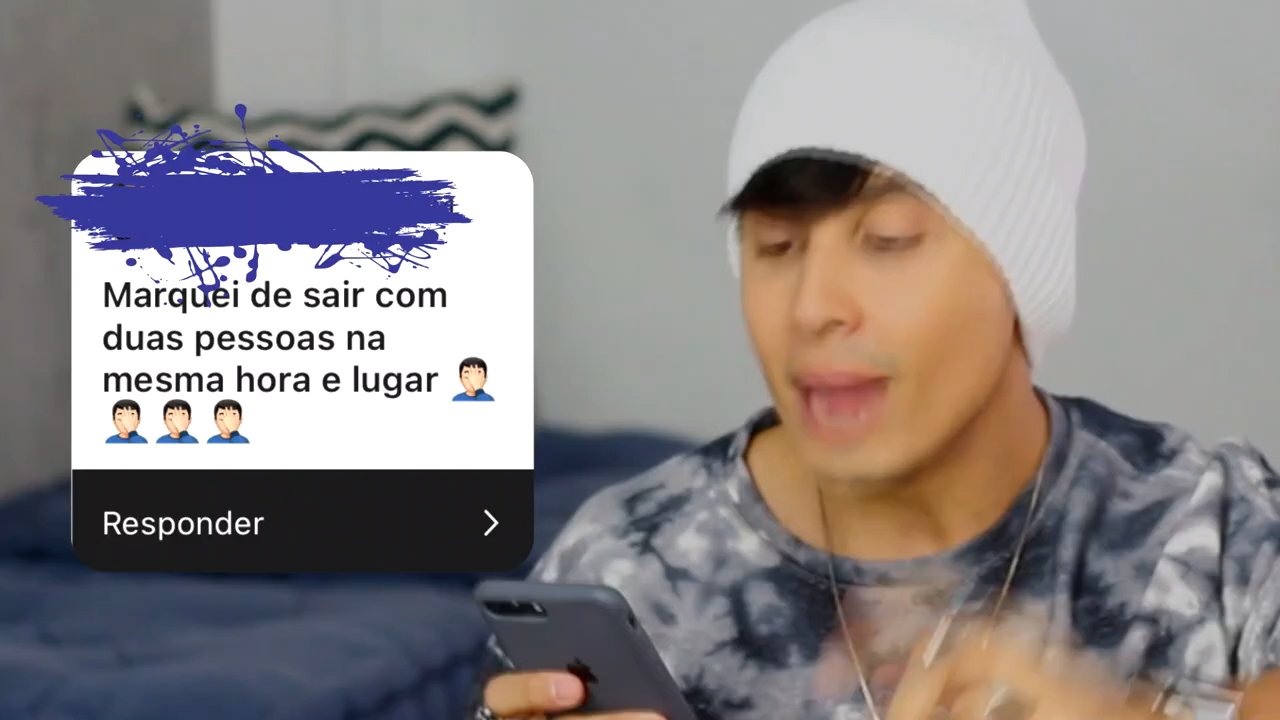 Marquei de sair com
duas pessoas na
mesma hora e lugar 🤦🏻‍♂️
🤦🏻‍♂️🤦🏻‍♂️🤦🏻‍♂️
Responder